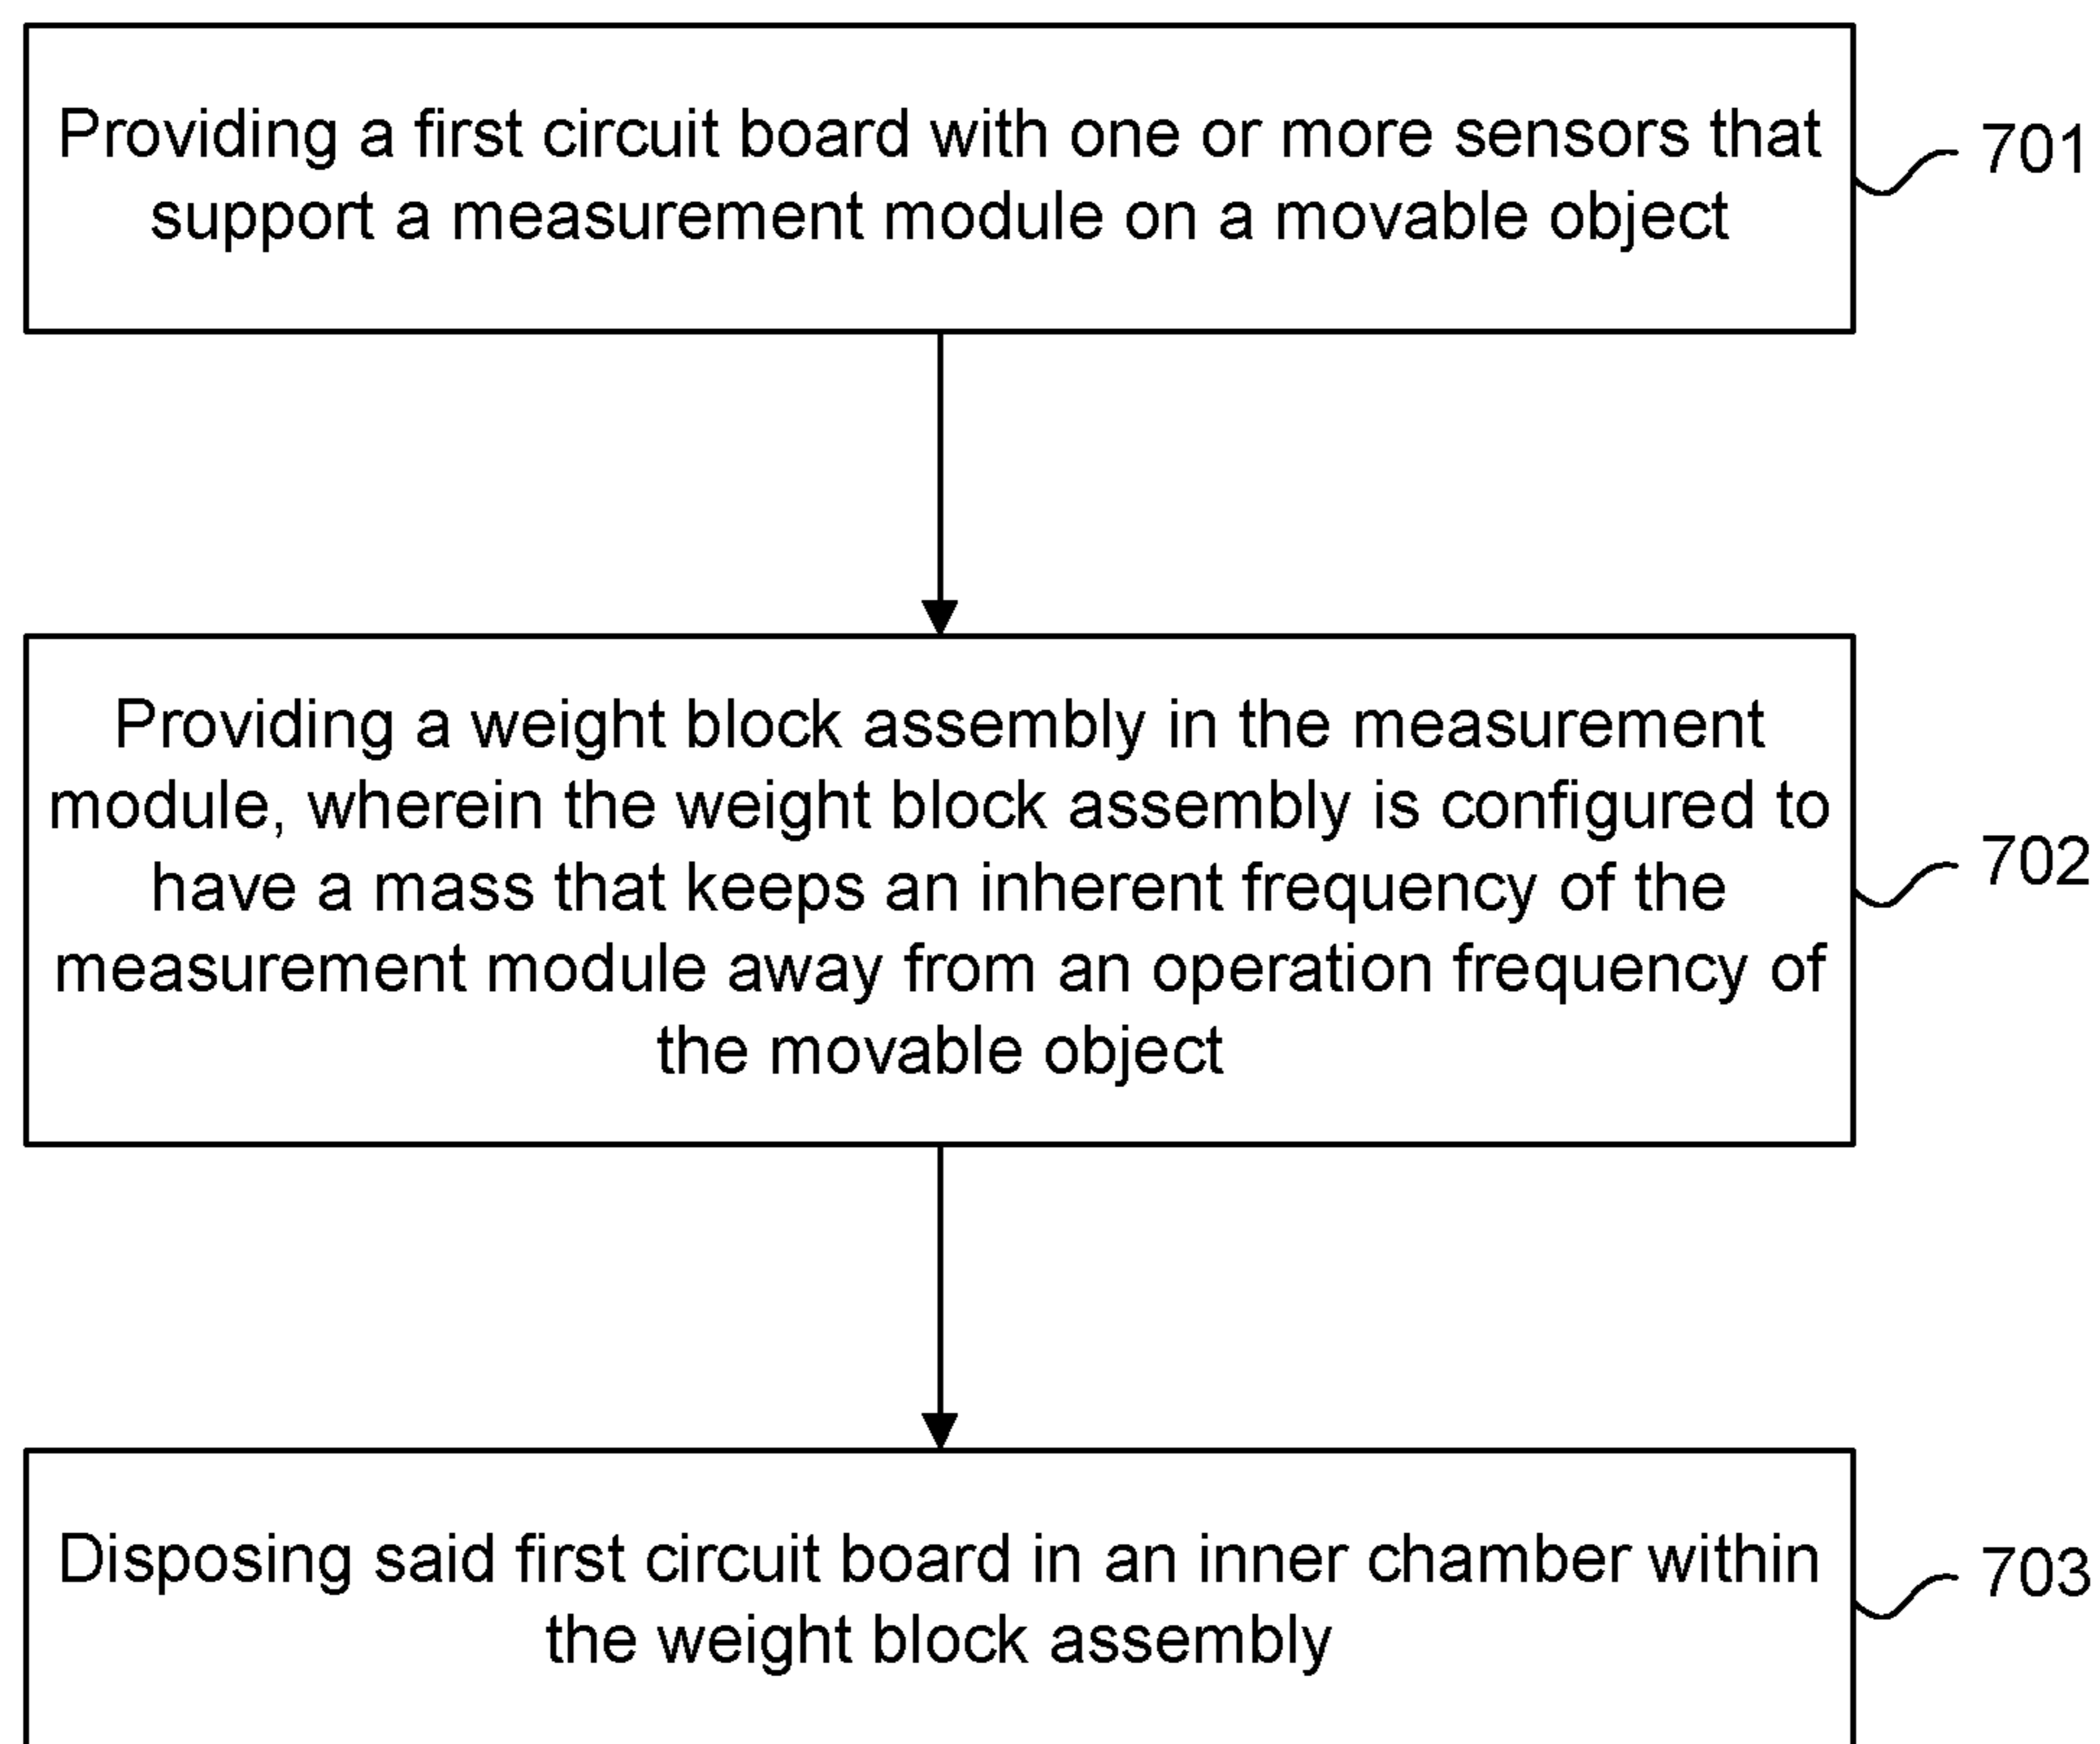 Providing a first circuit board with one or more sensors that
support a measurement module on a movable object
701
Providing a weight block assembly in the measurement
module, wherein the weight block assembly is configured to
have a mass that keeps an inherent frequency of the
measurement module away from an operation frequency of
the movable object
702
Disposing said first circuit board in an inner chamber within
the weight block assembly
703